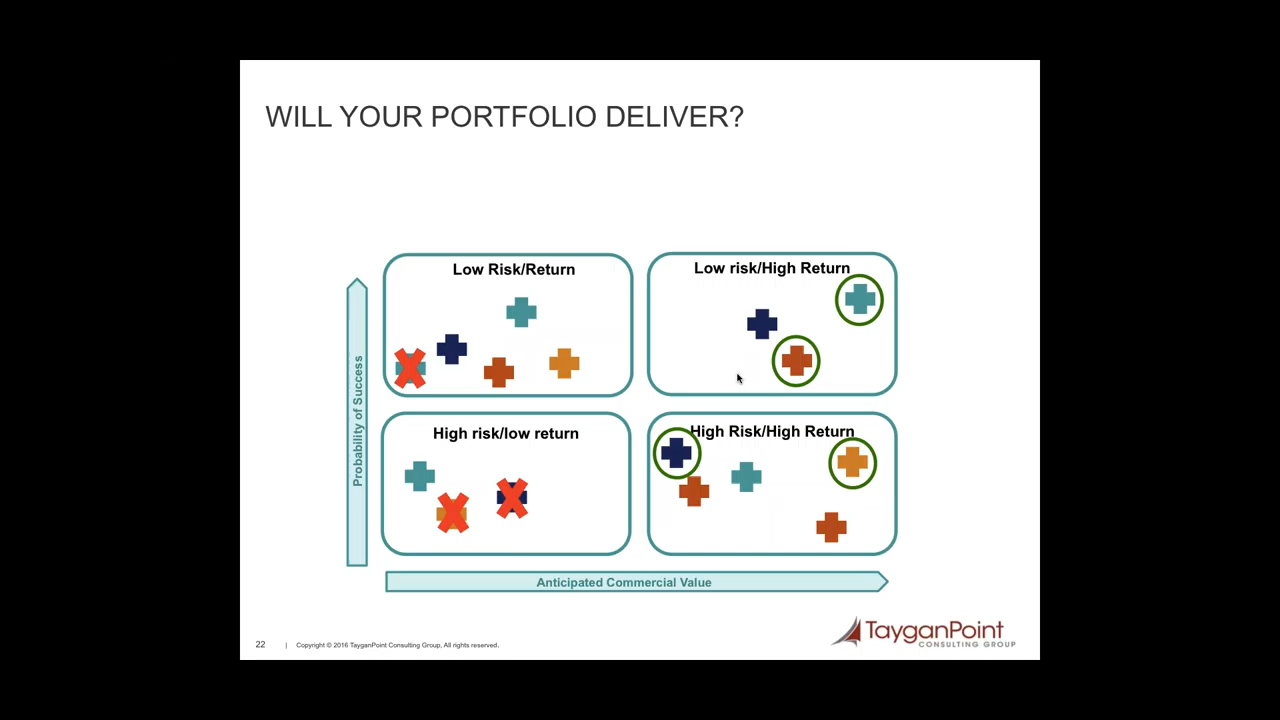 WILL YOUR PORTFOLIO DELIVER?
Low Risk/Return
Low risk/High Return
Probability of Success
High risk/low return
High Risk/High Return
Anticipated Commercial Value
TayganPoint
CONSULTING GROUP
22 | Copyright © 2016 TayganPoint Consulting Group, All rights reserved.